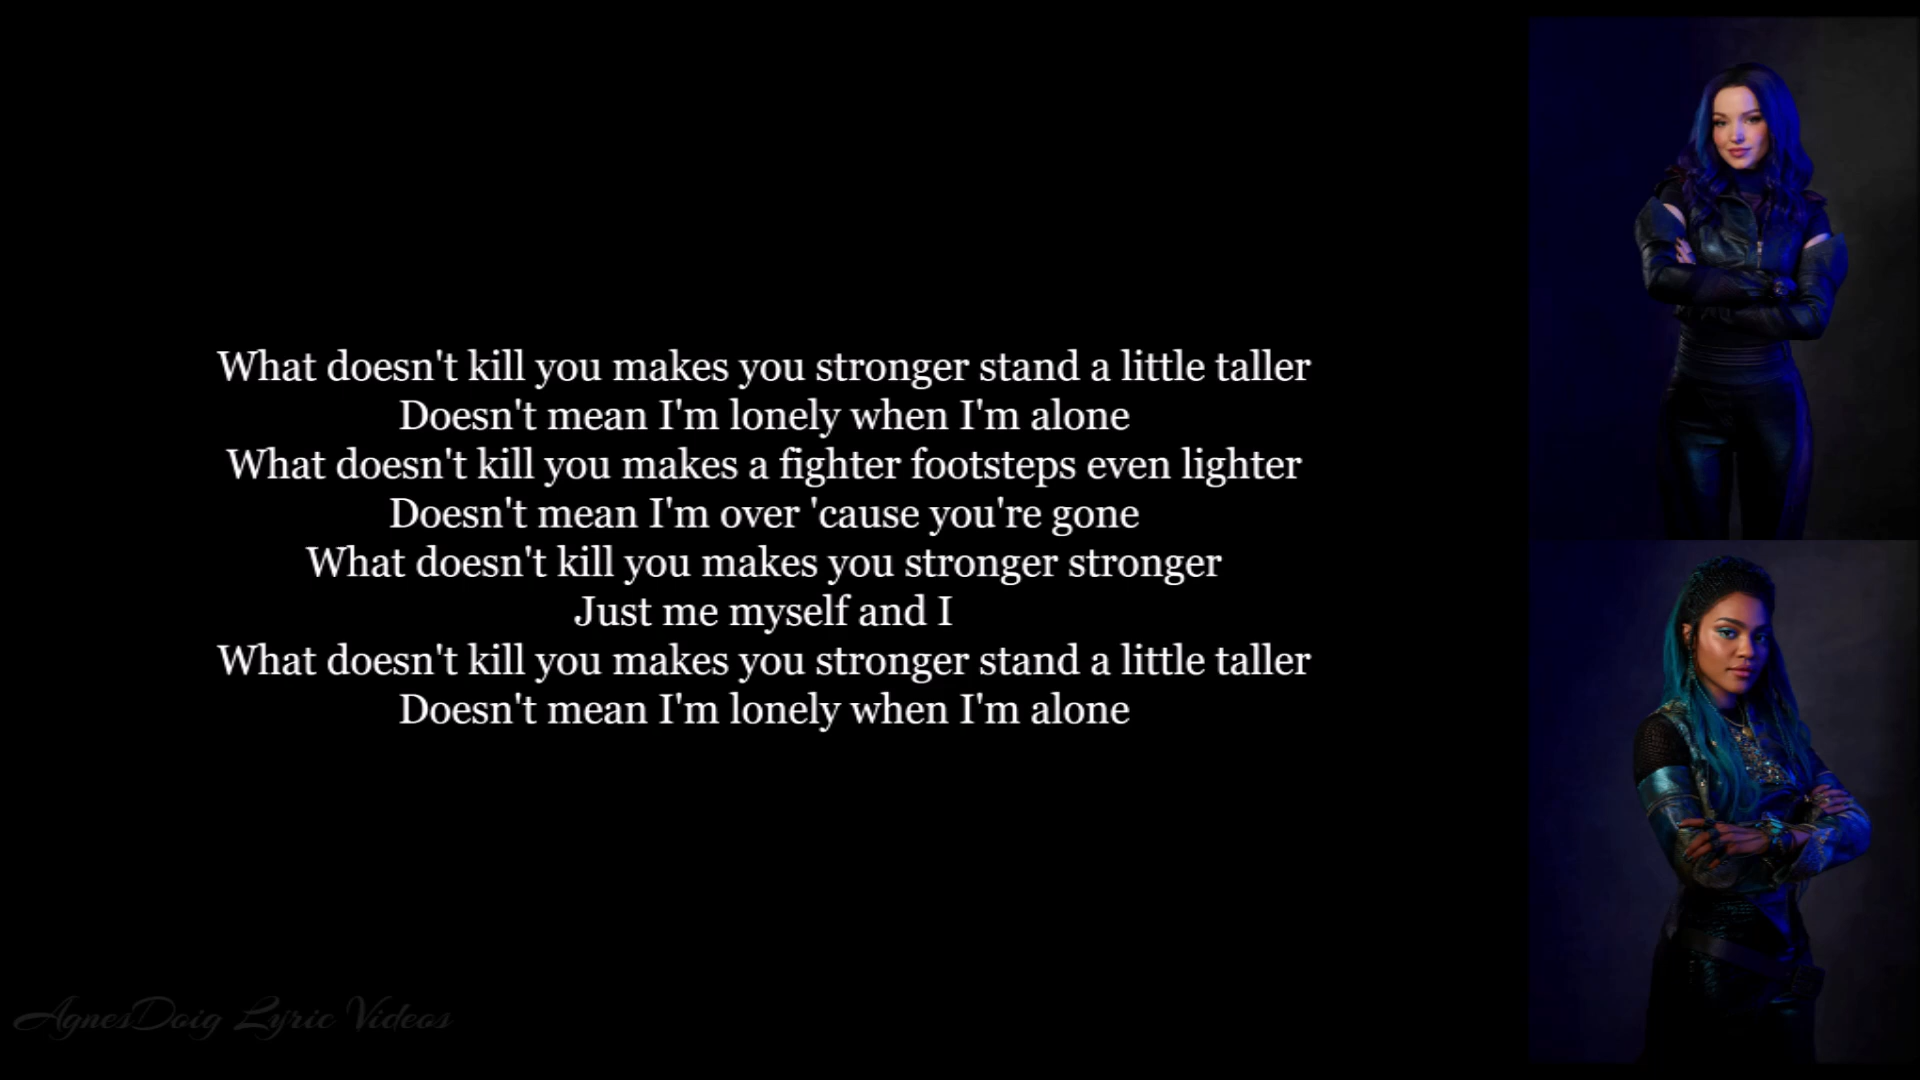 What doesn't kill you makes you stronger stand a little taller
Doesn't mean I'm lonely when I'm alone
What doesn't kill you makes a fighter footsteps even lighter
Doesn't mean I'm over 'cause you're gone
What doesn't kill you makes you stronger stronger
Just me myself and I
What doesn't kill you makes you stronger stand a little taller
Doesn't mean I'm lonely when I'm alone
AgnesDoig Lyric Videos